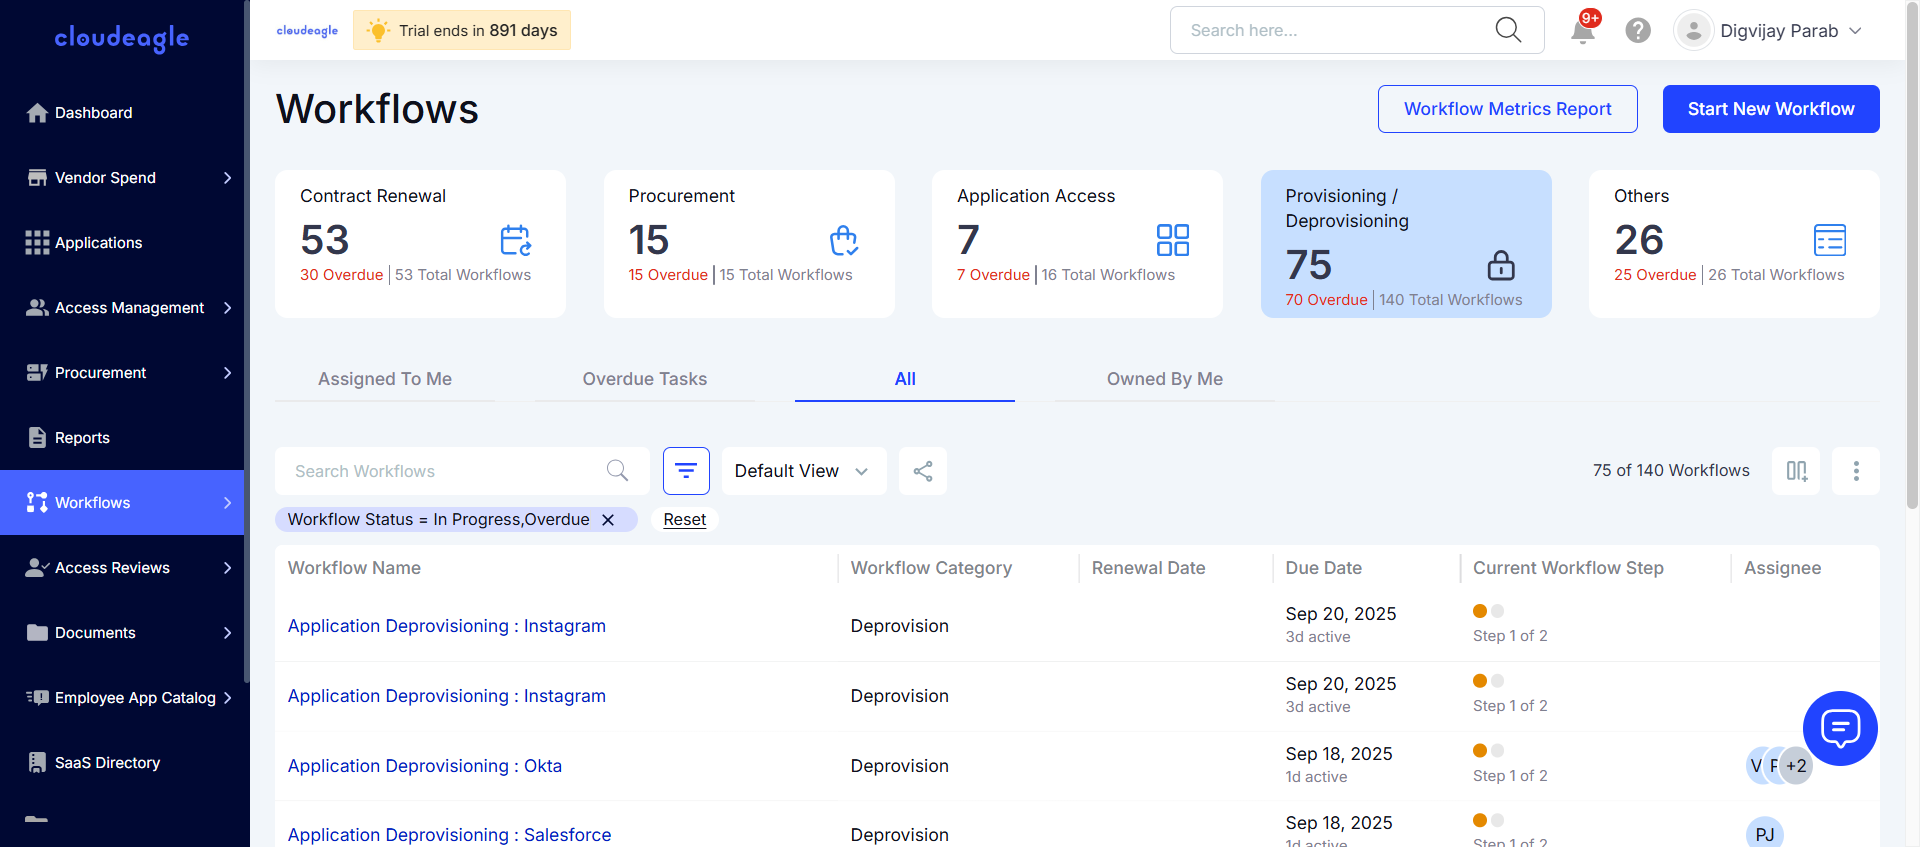 cloudeagle
Dashboard
Vendor Spend
Applications
Access Management
Procurement
Reports
Workflows
Access Reviews
Documents
Employee App Catalog
SaaS Directory
cloudeagle
Trial ends in 891 days
Search here...
9+
Digvijay Parab
Workflows
Workflow Metrics Report
Start New Workflow
Contract Renewal
53
30 Overdue
53 Total Workflows
Procurement
15
15 Overdue
15 Total Workflows
Application Access
7
7 Overdue
16 Total Workflows
Provisioning /
Deprovisioning
75
70 Overdue
140 Total Workflows
Others
26
25 Overdue
26 Total Workflows
Assigned To Me
Overdue Tasks
All
Owned By Me
Search Workflows
Default View
75 of 140 Workflows
Workflow Status = In Progress,Overdue
Reset
Workflow Name
Workflow Category
Renewal Date
Due Date
Current Workflow Step
Assignee
Application Deprovisioning : Instagram
Deprovision
Sep 20, 2025
3d active
Step 1 of 2
Application Deprovisioning : Instagram
Deprovision
Sep 20, 2025
3d active
Step 1 of 2
Application Deprovisioning : Okta
Deprovision
Sep 18, 2025
1d active
Step 1 of 2
V
+2
Application Deprovisioning : Salesforce
Deprovision
Sep 18, 2025
1d active
Step 1 of 2
PJ